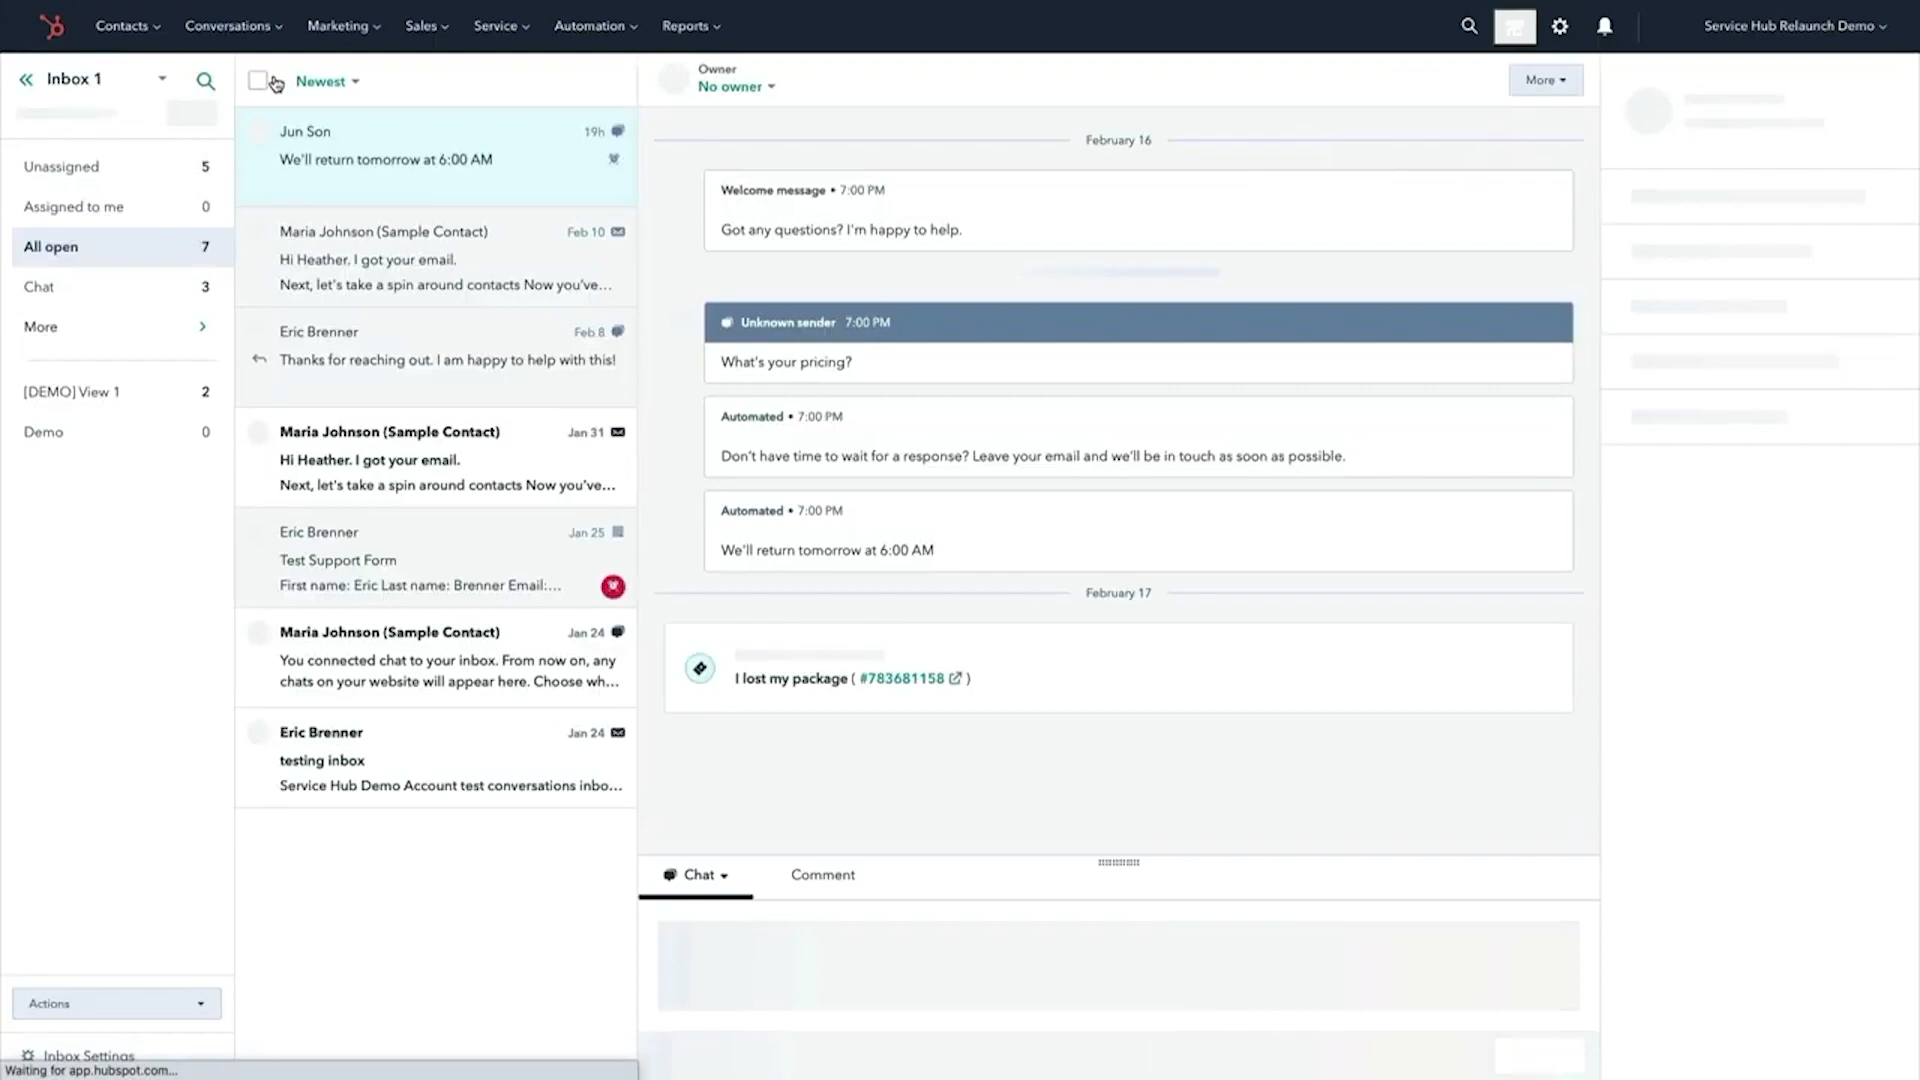 Contacts Conversations Marketing Sales Service Automation Reports Service Hub Relaunch Demo
Inbox 1
Unassigned 5
Assigned to me 0
All open 7
Chat 3
More
[DEMO] View 1 2
Demo 0
Actions
Inbox Settings
Waiting for app.hubspot.com...
Newest
Jun Son 19h
We'll return tomorrow at 6:00 AM
Maria Johnson (Sample Contact) Feb 10
Hi Heather. I got your email.
Next, let's take a spin around contacts Now you've...
Eric Brenner Feb 8
Thanks for reaching out. I am happy to help with this!
Maria Johnson (Sample Contact) Jan 31
Hi Heather. I got your email.
Next, let's take a spin around contacts Now you've...
Eric Brenner Jan 25
Test Support Form
First name: Eric Last name: Brenner Email:...
Maria Johnson (Sample Contact) Jan 24
You connected chat to your inbox. From now on, any
chats on your website will appear here. Choose wh...
Eric Brenner Jan 24
testing inbox
Service Hub Demo Account test conversations inbo...
Owner
No owner
More
February 16
Welcome message • 7:00 PM
Got any questions? I'm happy to help.
Unknown sender 7:00 PM
What's your pricing?
Automated • 7:00 PM
Don't have time to wait for a response? Leave your email and we'll be in touch as soon as possible.
Automated • 7:00 PM
We'll return tomorrow at 6:00 AM
February 17
I lost my package ( #783681158 )
Chat Comment